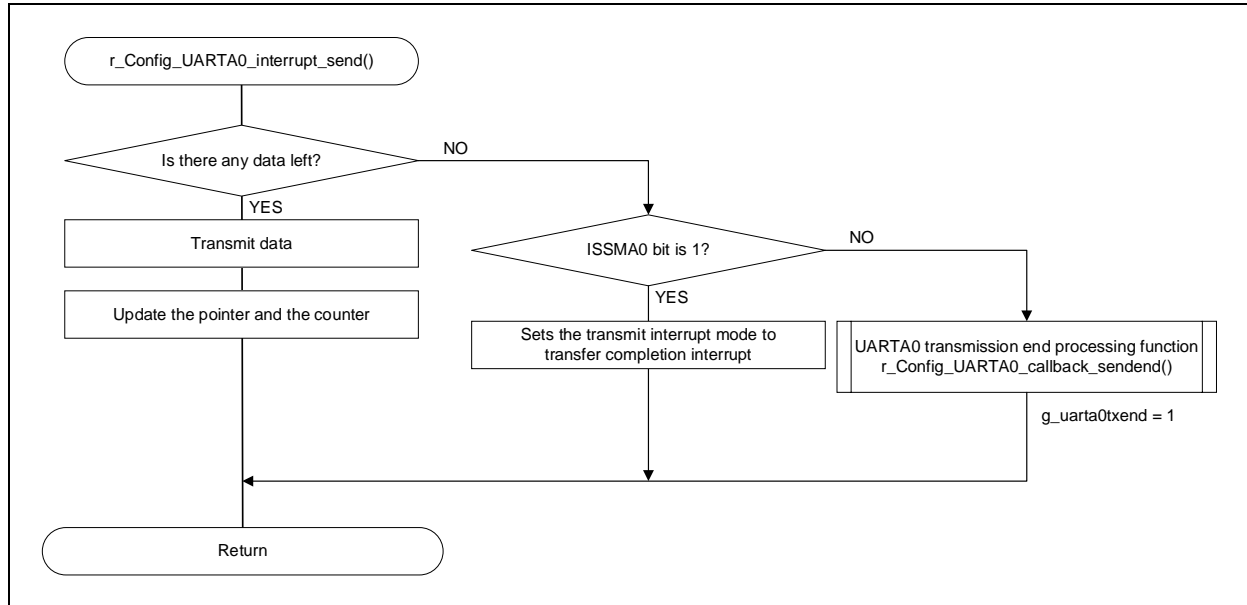 r_Config_UARTA0_interrupt_send()
Is there any data left?
NO
YES
Transmit data
ISSMA0 bit is 1?
NO
YES
Update the pointer and the counter
Sets the transmit interrupt mode to
transfer completion interrupt
UARTA0 transmission end processing function
r_Config_UARTA0_callback_sendend()
g_uarta0txend = 1
Return